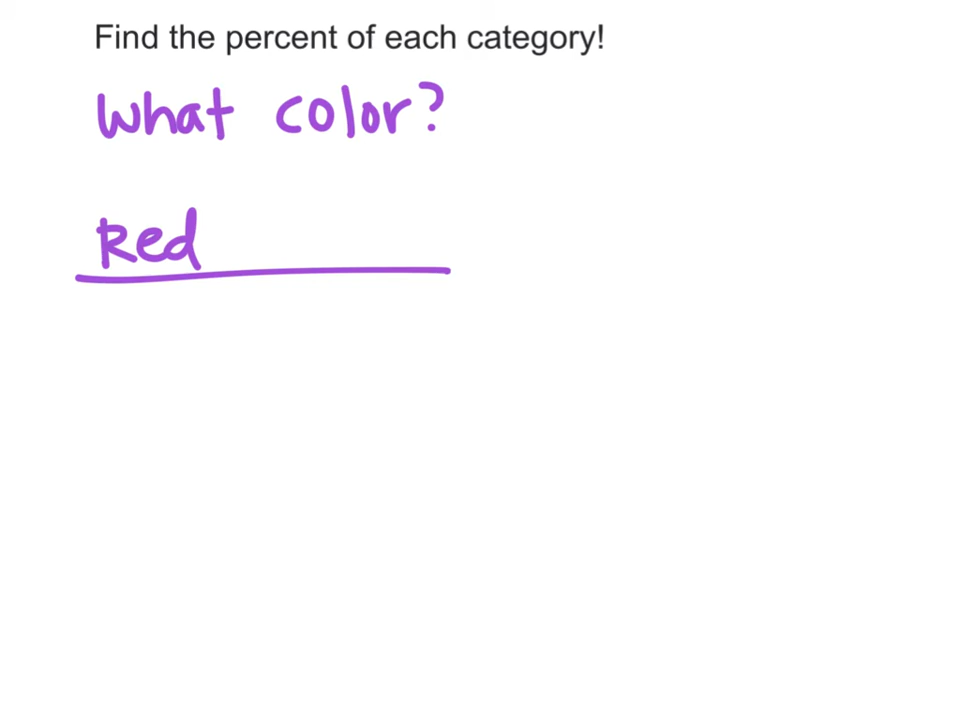 Find the percent of each category!
What color?
Red